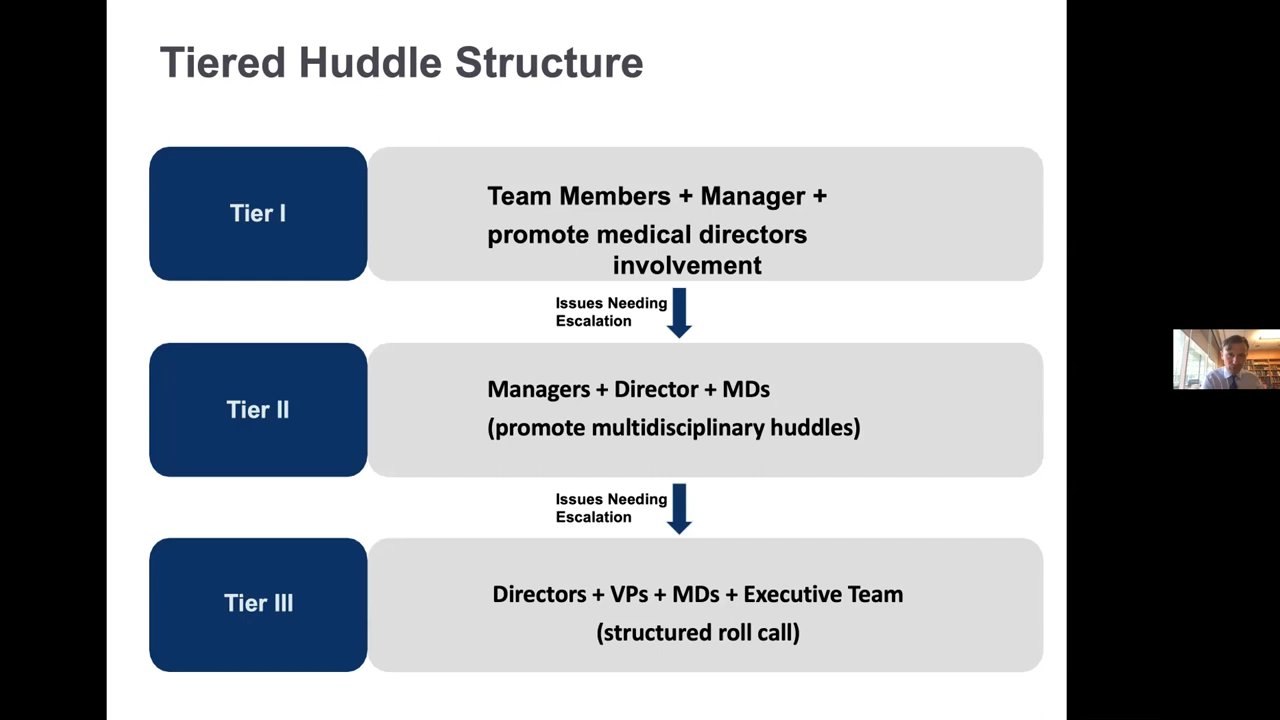 Tiered Huddle Structure
Tier I
Team Members + Manager +
promote medical directors
involvement
Issues Needing
Escalation
Tier II
Managers + Director + MDs
(promote multidisciplinary huddles)
Issues Needing
Escalation
Tier III
Directors + VPs + MDs + Executive Team
(structured roll call)